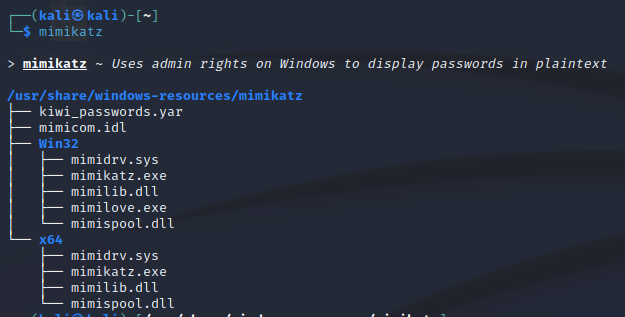 ┌──(kali㉿kali)-[~]
└─$ mimikatz
> mimikatz ~ Uses admin rights on Windows to display passwords in plaintext
/usr/share/windows-resources/mimikatz
├── kiwi_passwords.yar
├── mimicom.idl
├── Win32
│   ├── mimidrv.sys
│   ├── mimikatz.exe
│   ├── mimilib.dll
│   ├── mimilove.exe
│   └── mimispool.dll
└── x64
    ├── mimidrv.sys
    ├── mimikatz.exe
    ├── mimilib.dll
    └── mimispool.dll